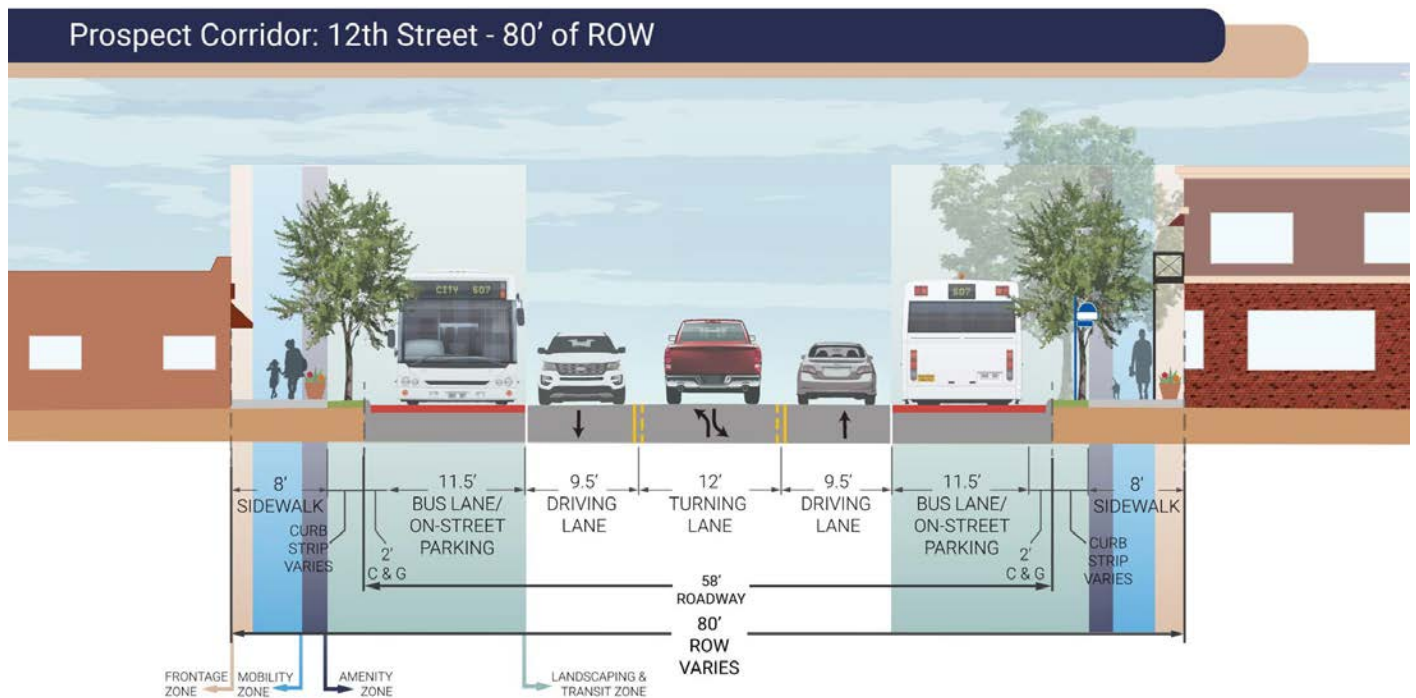 Prospect Corridor: 12th Street - 80' of ROW
CITY 507
507
8'
SIDEWALK
CURB
STRIP
VARIES
2'
C & G
11.5'
BUS LANE/
ON-STREET
PARKING
9.5'
DRIVING
LANE
12'
TURNING
LANE
9.5'
DRIVING
LANE
11.5'
BUS LANE/
ON-STREET
PARKING
2'
C & G
CURB
STRIP
VARIES
8'
SIDEWALK
58'
ROADWAY
80'
ROW
VARIES
FRONTAGE
ZONE
MOBILITY
ZONE
AMENITY
ZONE
LANDSCAPING &
TRANSIT ZONE